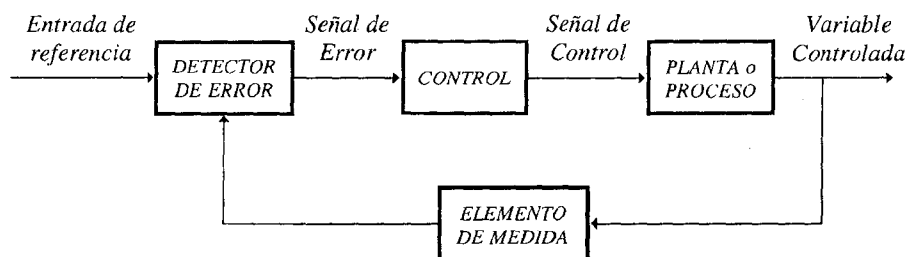 Entrada de
referencia
DETECTOR
DE ERROR
Señal de
Error
CONTROL
Señal de
Control
PLANTA o
PROCESO
Variable
Controlada
ELEMENTO
DE MEDIDA